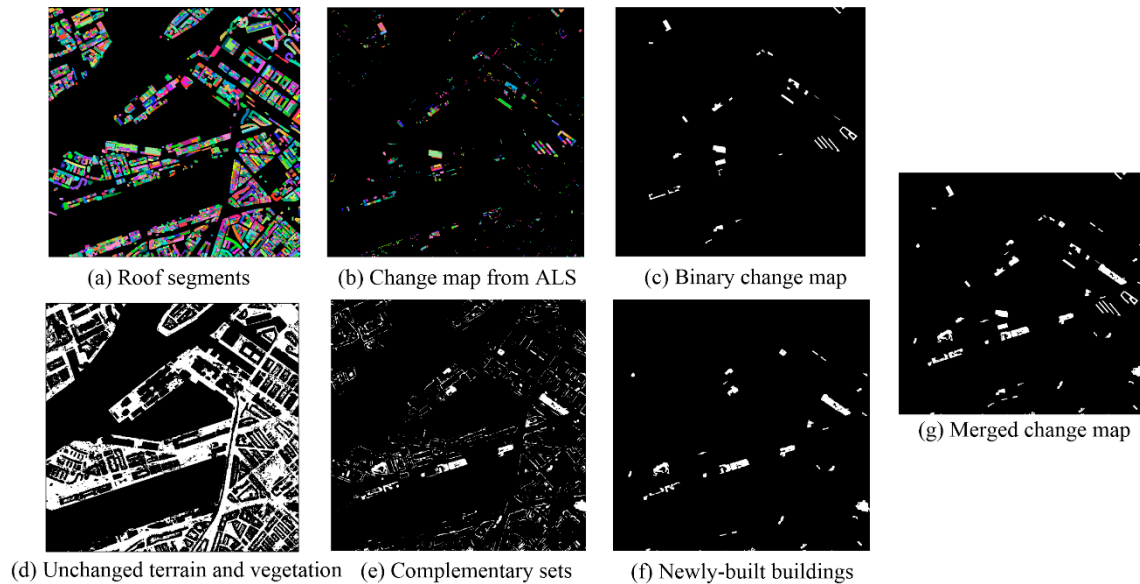 (a) Roof segments
(b) Change map from ALS
(c) Binary change map
(g) Merged change map
(d) Unchanged terrain and vegetation
(e) Complementary sets
(f) Newly-built buildings